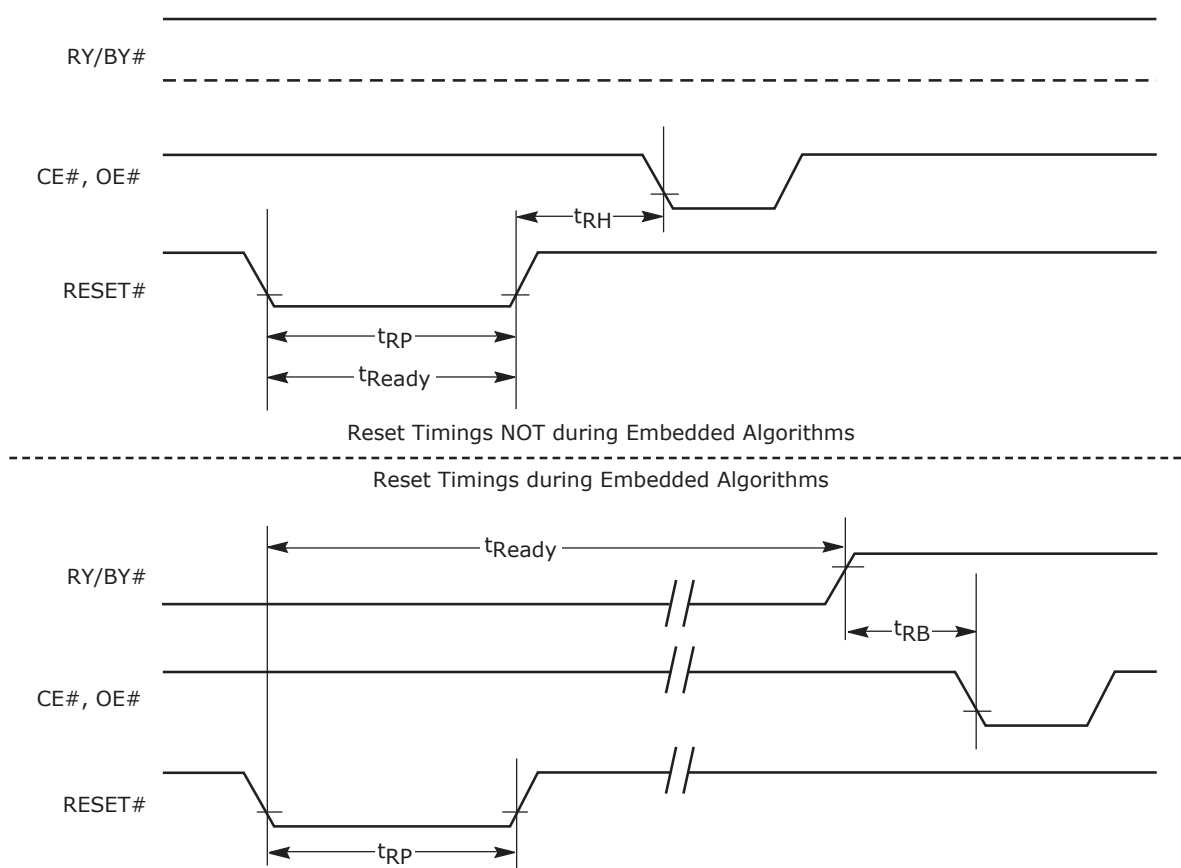 RY/BY#
CE#, OE#
tRH
RESET#
tRP
tReady
Reset Timings NOT during Embedded Algorithms
Reset Timings during Embedded Algorithms
tReady
RY/BY#
tRB
CE#, OE#
RESET#
tRP